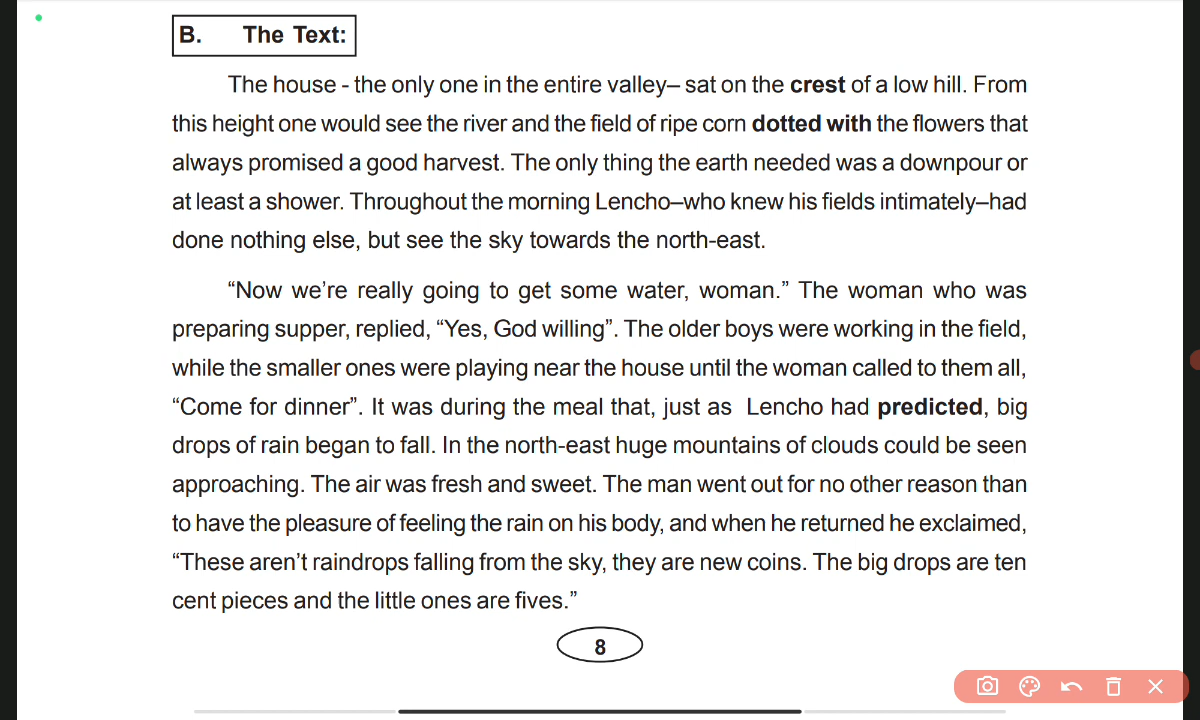 B. The Text:
The house - the only one in the entire valley– sat on the crest of a low hill. From
this height one would see the river and the field of ripe corn dotted with the flowers that
always promised a good harvest. The only thing the earth needed was a downpour or
at least a shower. Throughout the morning Lencho–who knew his fields intimately–had
done nothing else, but see the sky towards the north-east.
“Now we’re really going to get some water, woman.” The woman who was
preparing supper, replied, “Yes, God willing”. The older boys were working in the field,
while the smaller ones were playing near the house until the woman called to them all,
“Come for dinner”. It was during the meal that, just as Lencho had predicted, big
drops of rain began to fall. In the north-east huge mountains of clouds could be seen
approaching. The air was fresh and sweet. The man went out for no other reason than
to have the pleasure of feeling the rain on his body, and when he returned he exclaimed,
“These aren’t raindrops falling from the sky, they are new coins. The big drops are ten
cent pieces and the little ones are fives.”
8